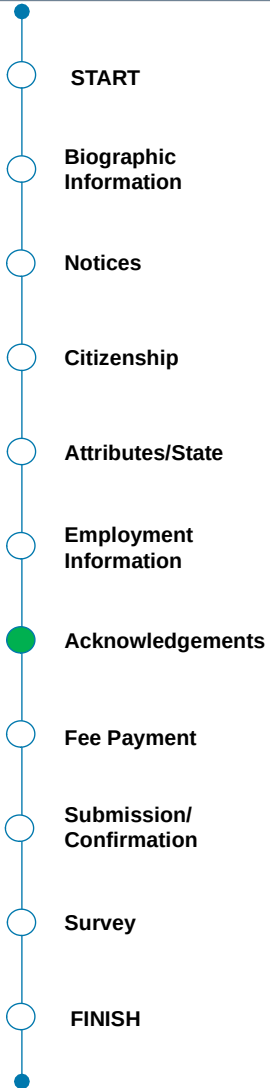 START
Biographic
Information
Notices
Citizenship
Attributes/State
Employment
Information
Acknowledgements
Fee Payment
Submission/
Confirmation
Survey
FINISH